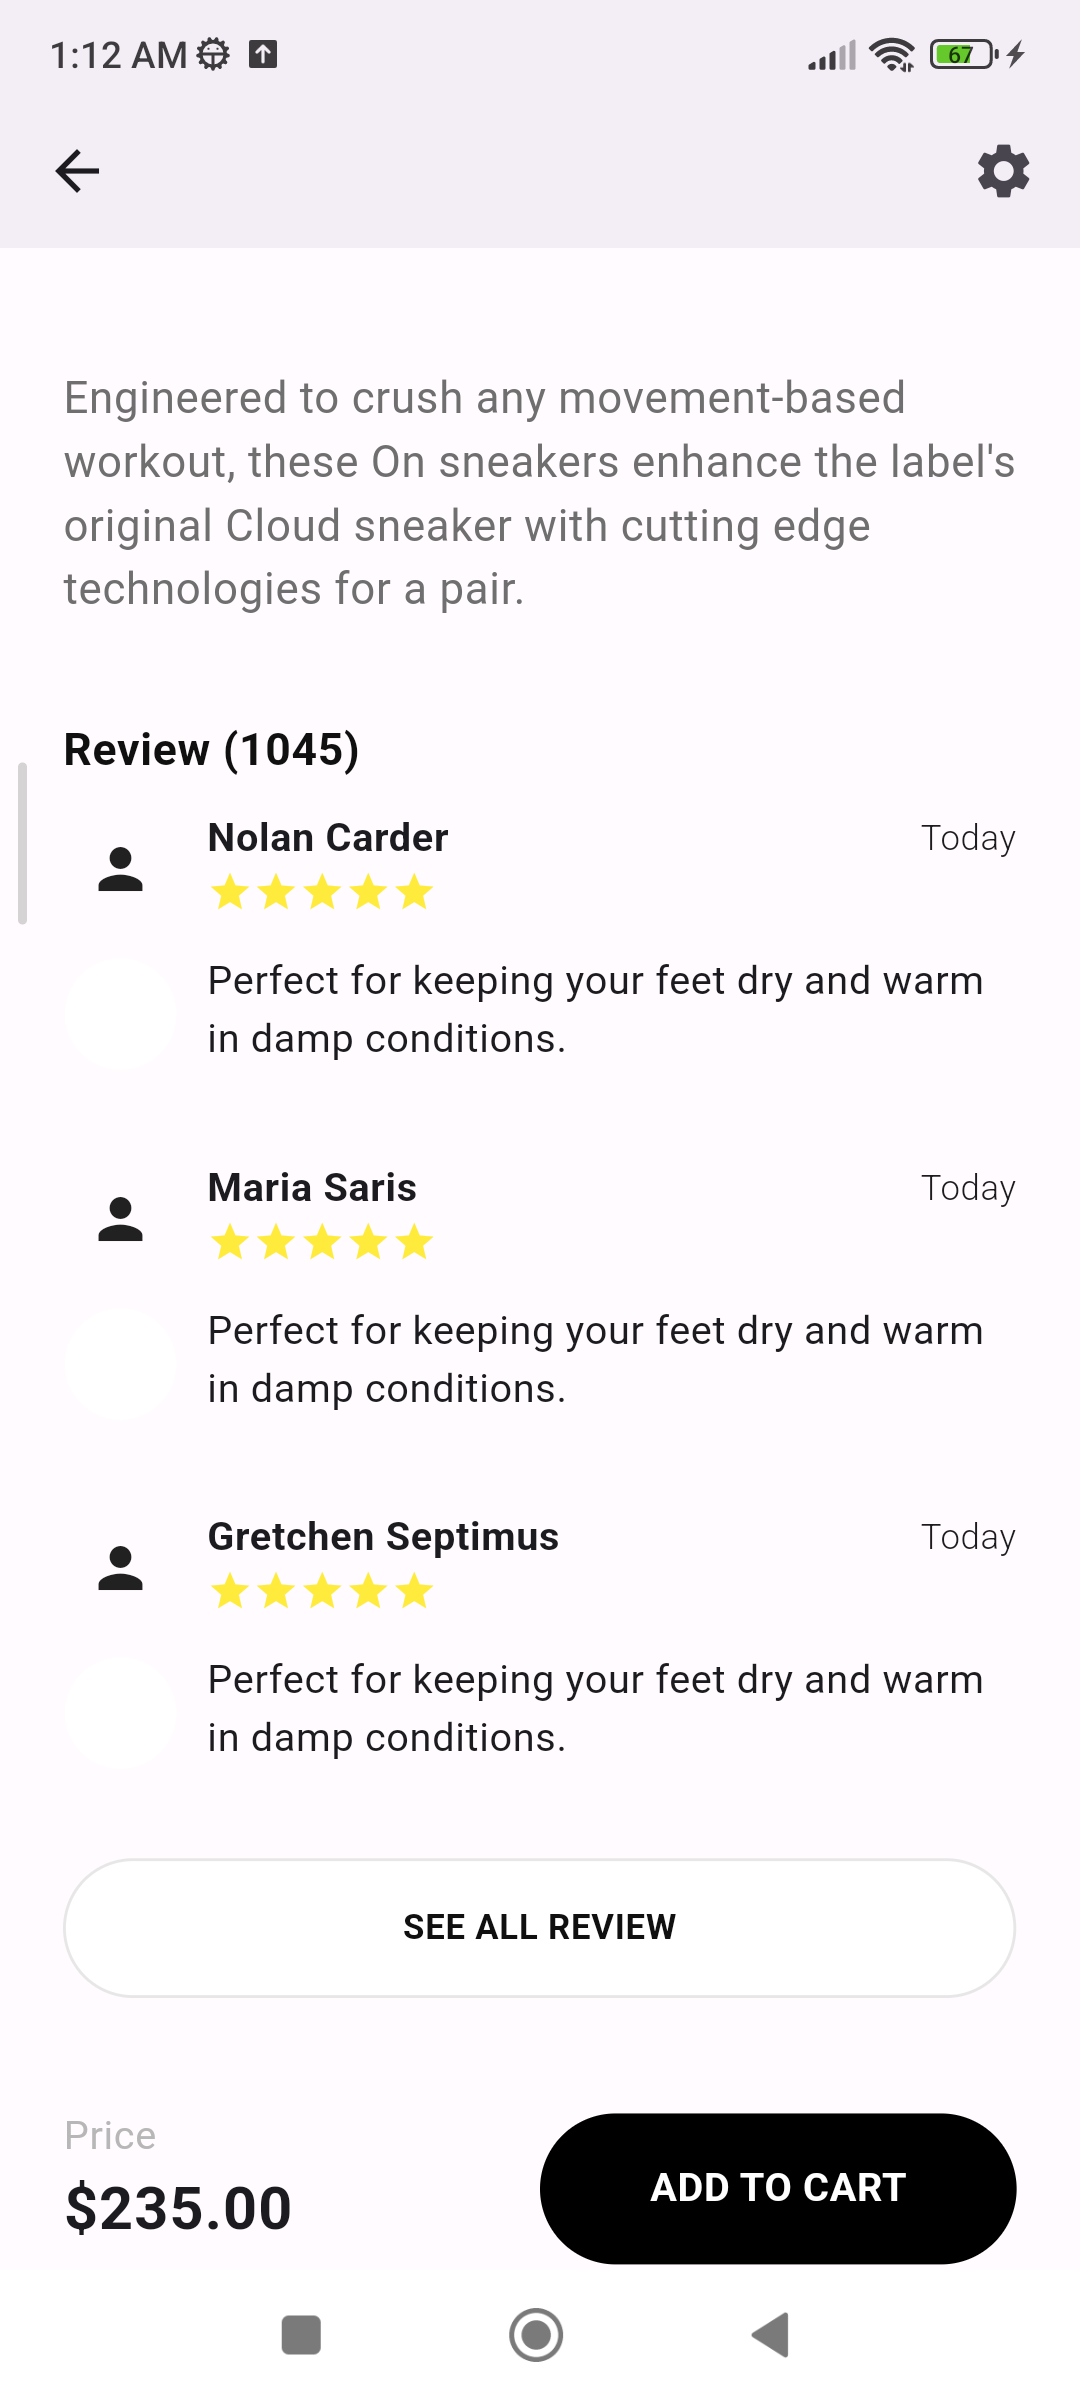 1:12 AM
67
Engineered to crush any movement-based
workout, these On sneakers enhance the label's
original Cloud sneaker with cutting edge
technologies for a pair.
Review (1045)
Nolan Carder
Today
Perfect for keeping your feet dry and warm
in damp conditions.
Maria Saris
Today
Perfect for keeping your feet dry and warm
in damp conditions.
Gretchen Septimus
Today
Perfect for keeping your feet dry and warm
in damp conditions.
SEE ALL REVIEW
Price
$235.00
ADD TO CART